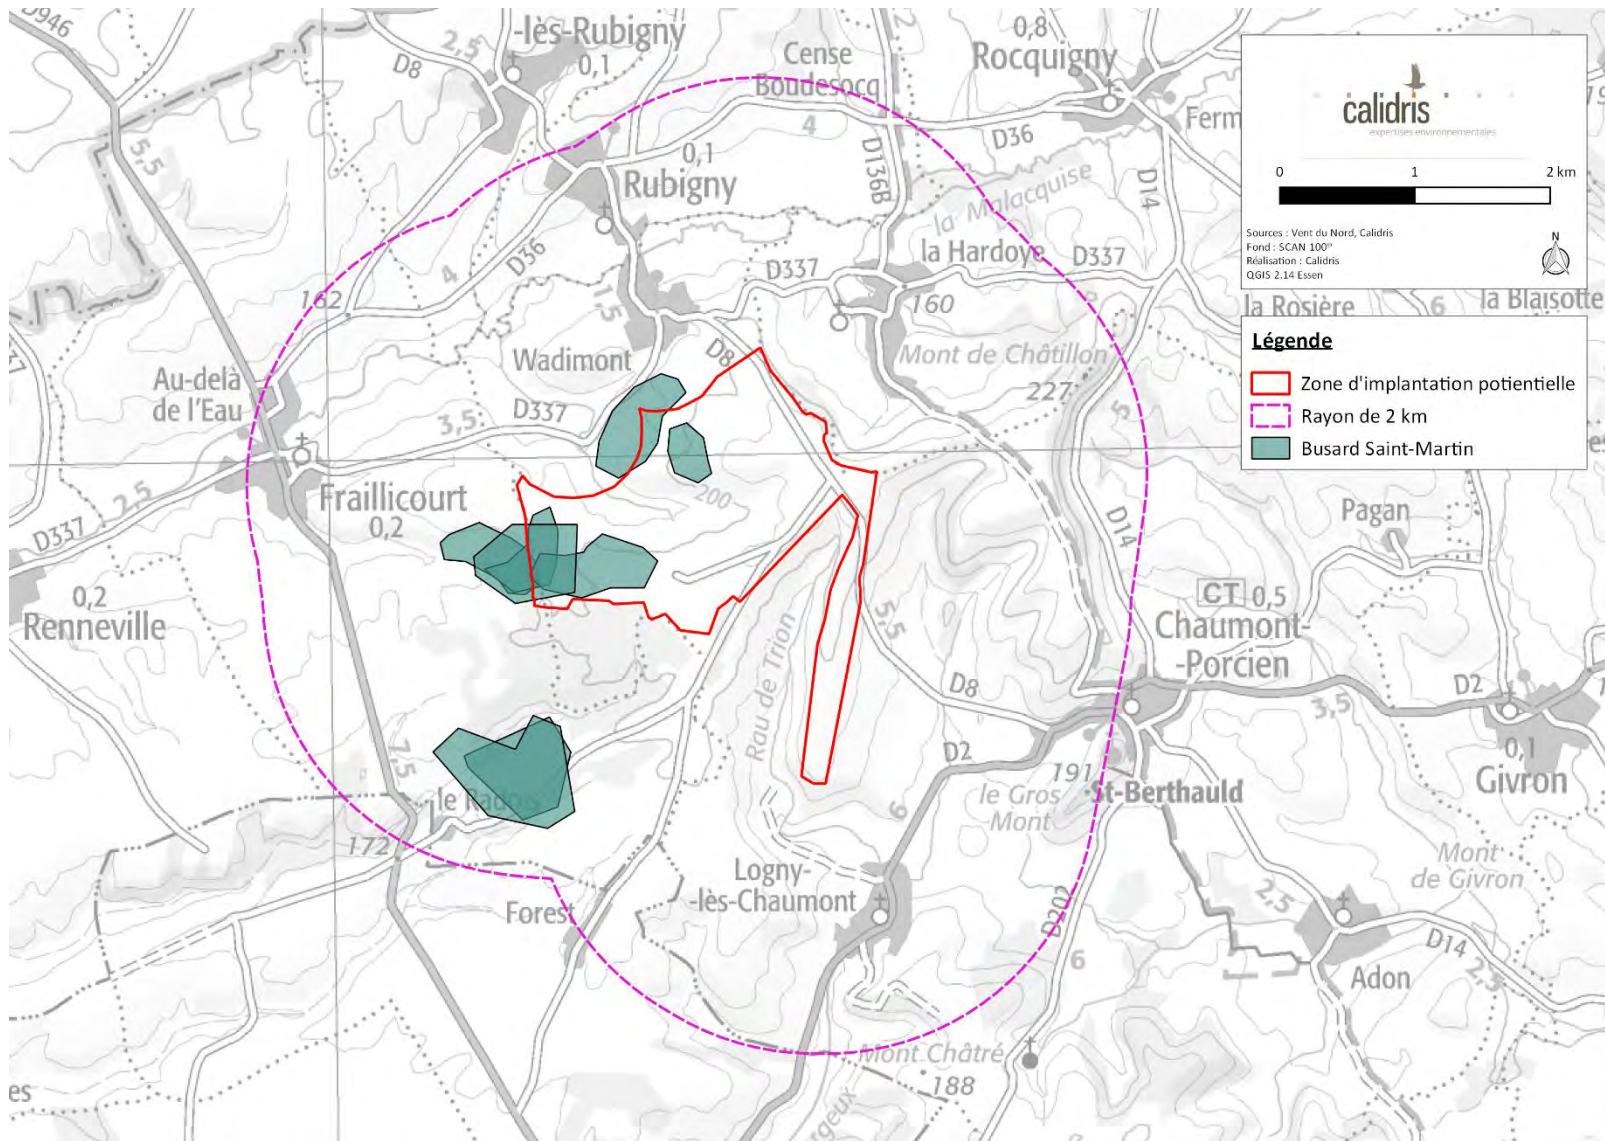 D946
2,5
-lès-Rubigny
0,1
D8
Cense
Boudesocq
0,8
Rocquigny
Ferm
D36
4
D136B
5,5
0,1
Rubigny
la Malacquise
D14
la Hardoye
D337
D337
D36
4
162
1,5
160
Wadimont
D8
Mont de Châtillon
227
5
Au-delà
de l'Eau
D337
3,5
2,5
Fraillicourt
0,2
200
D337
0,2
Renneville
D14
Pagan
CT 0,5
Chaumont-
-Porcien
5,5
Rau de Trion
D8
D2
3,5
0,1
Givron
D2
191
le Gros
Mont
St-Berthauld
7,5
le Radois
172
6
Logny-
-lès-Chaumont
Forest
Mont
de Givron
2,5
D202
6
D14
2,5
Adon
Mont Châtré
188
es
la Rosière
6
la Blaisotte
calidris
expertises environnementales
0 1 2 km
Sources : Vent du Nord, Calidris
Fond : SCAN 100®
Réalisation : Calidris
QGIS 2.14 Essen
N
Légende
Zone d'implantation potientielle
Rayon de 2 km
Busard Saint-Martin